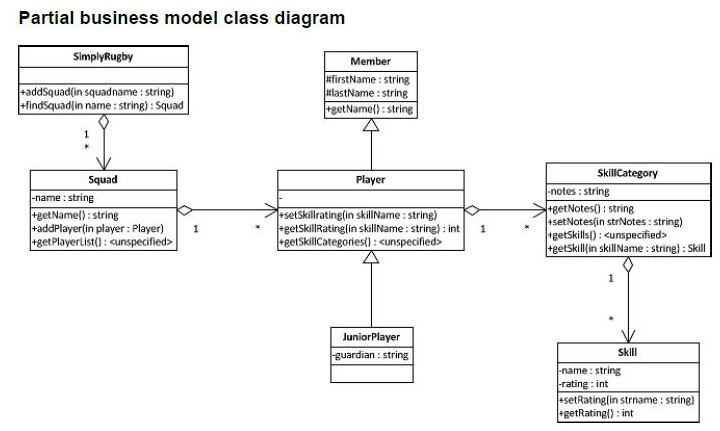 Partial business model class diagram
SimplyRugby
+addSquad(in squadname : string)
+findSquad(in name : string) : Squad
1
*
Member
#firstName : string
#lastName : string
+getName() : string
Squad
-name : string
+getName() : string
+addPlayer(in player : Player)
+getPlayerList() : <unspecified>
1
*
Player
-
+setSkillrating(in skillName : string)
+getSkillRating(in skillName : string) : int
+getSkillCategories() : <unspecified>
1
*
SkillCategory
-notes : string
+getNotes() : string
+setNotes(in strNotes : string)
+getSkills() : <unspecified>
+getSkill(in skillName : string) : Skill
1
*
JuniorPlayer
-guardian : string
Skill
-name : string
-rating : int
+setRating(in strname : string)
+getRating() : int